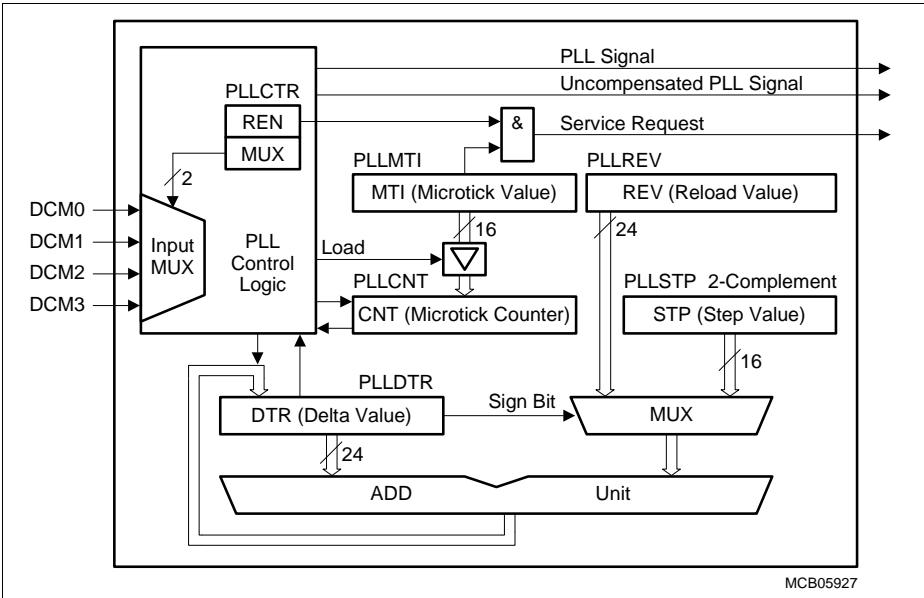 PLL Signal
Uncompensated PLL Signal
PLLCTR
REN
&
Service Request
MUX
PLLMTI
PLLREV
2
MTI (Microtick Value)
REV (Reload Value)
DCM0
DCM1
DCM2
DCM3
Input
MUX
PLL
Control
Logic
16
24
Load
PLLCNT
PLLSTP 2-Complement
CNT (Microtick Counter)
STP (Step Value)
16
PLLDTR
Sign Bit
DTR (Delta Value)
MUX
24
ADD
Unit
MCB05927